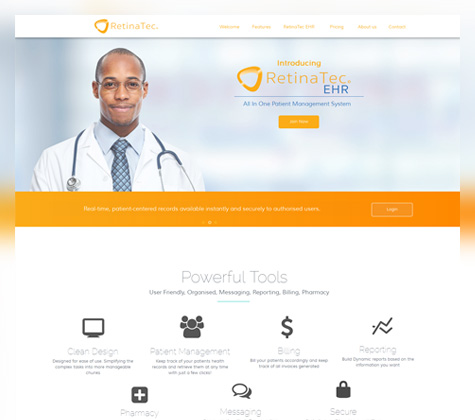 RetinaTec
Welcome Features RetinaTec EHR Pricing About us Contact
Introducing
RetinaTec
EHR
All In One Patient Management System
Real-time, patient-centered records available instantly and securely to authorised users.
Login
Powerful Tools
User Friendly, Organised, Messaging, Reporting, Billing, Pharmacy
Clean Design Patient Management Billing Reporting
Designed for ease of use. Simplifying the Keep track of your patients health Bill your patients accordingly and keep Build Dynamic reports based on the
complex tasks into more manageable records and retrieve them at any time track of all invoices generated information you want
chunks with just a few clicks!
Pharmacy Messaging Secure